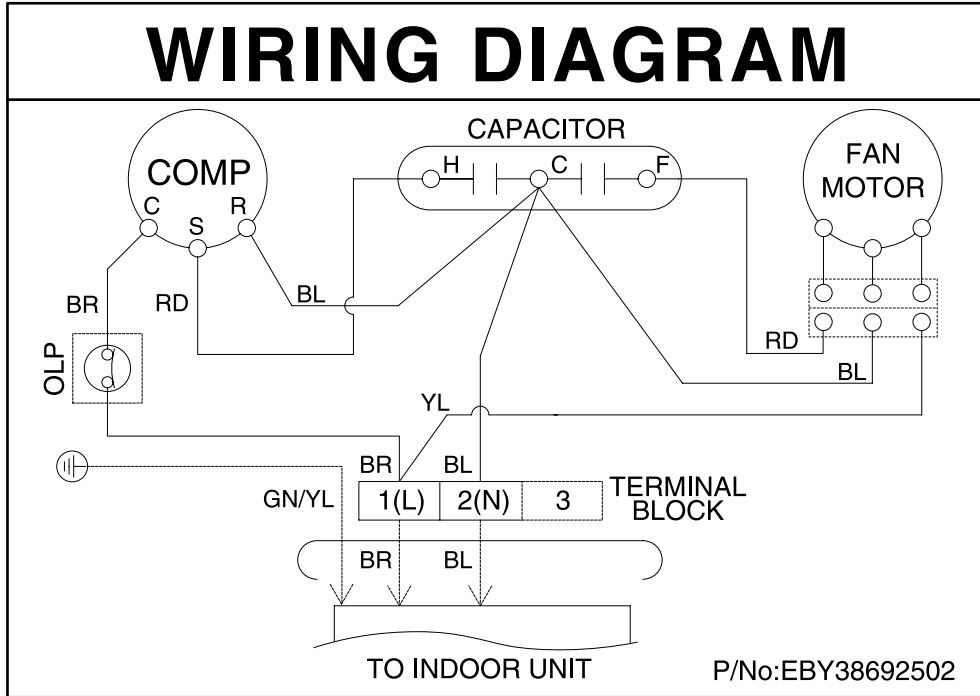 WIRING DIAGRAM
CAPACITOR
COMP
H
C
F
FAN
MOTOR
C
S
R
BR
RD
BL
OLP
RD
BL
YL
BR
BL
GN/YL
1(L)
2(N)
3
TERMINAL
BLOCK
BR
BL
TO INDOOR UNIT
P/No:EBY38692502